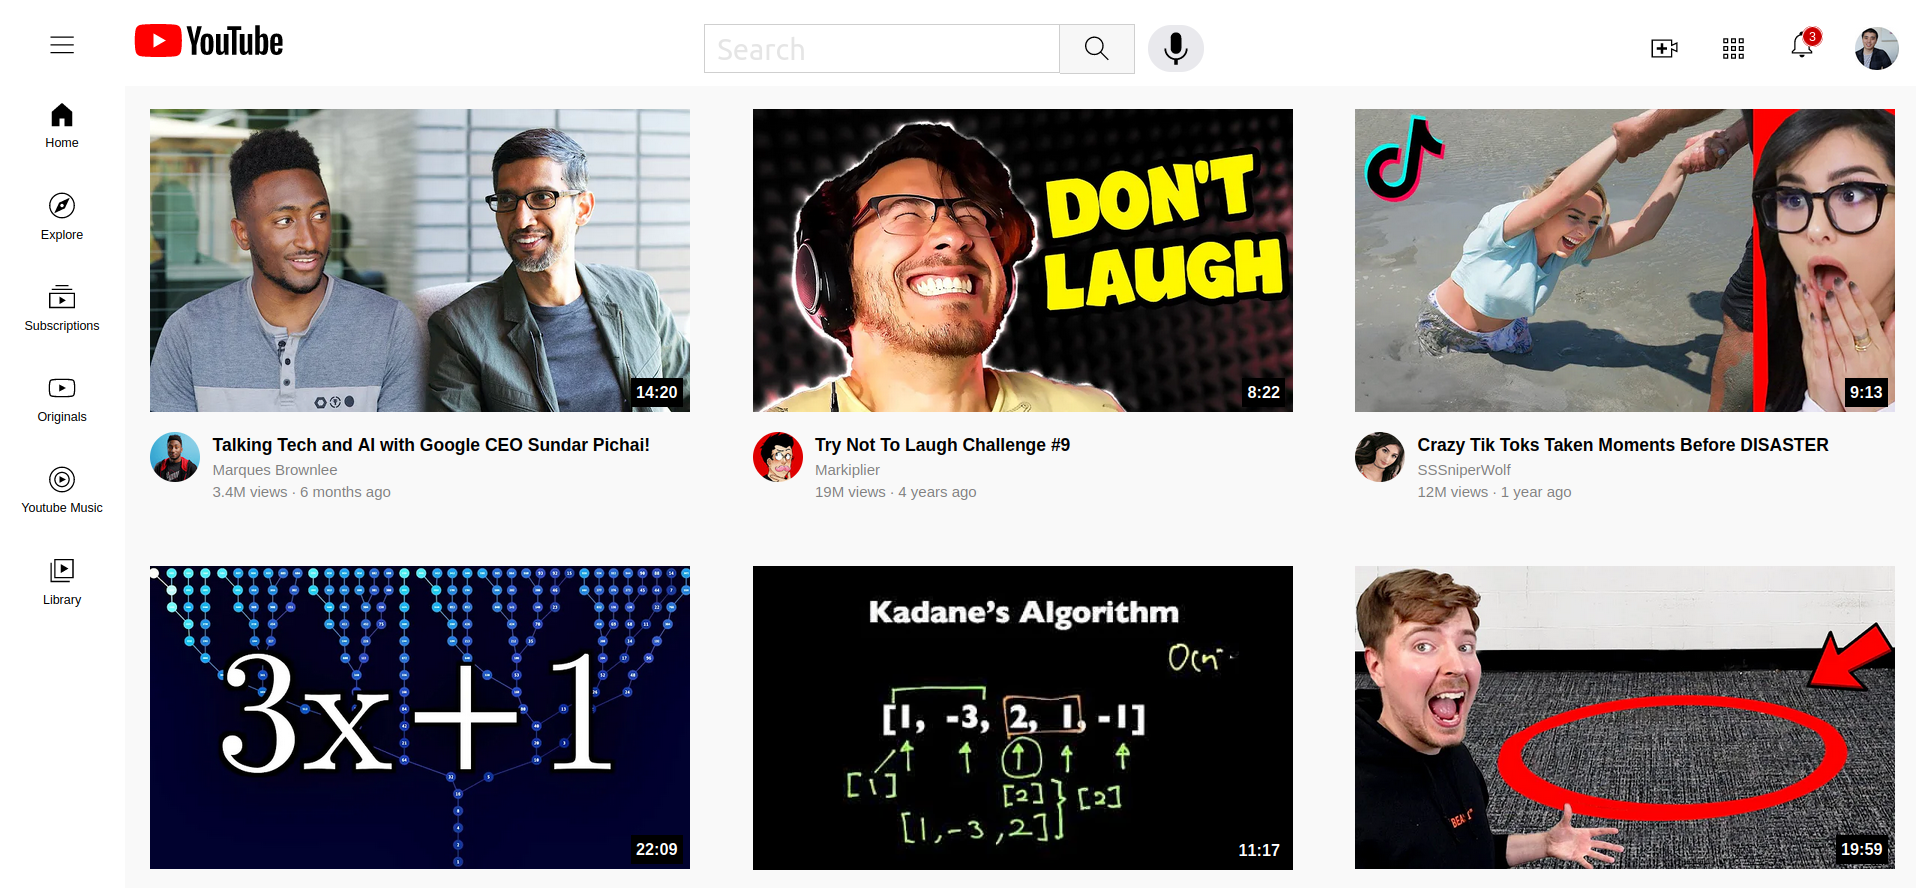 YouTube
Search
3
Home
Explore
Subscriptions
Originals
Youtube Music
Library
14:20
Talking Tech and AI with Google CEO Sundar Pichai!
Marques Brownlee
3.4M views · 6 months ago
DON'T
LAUGH
8:22
Try Not To Laugh Challenge #9
Markiplier
19M views · 4 years ago
9:13
Crazy Tik Toks Taken Moments Before DISASTER
SSSniperWolf
12M views · 1 year ago
3x+1
22:09
Kadane's Algorithm
[1, -3, 2, 1, -1]
[1]
[2] } [2]
[1,-3,2]
11:17
19:59